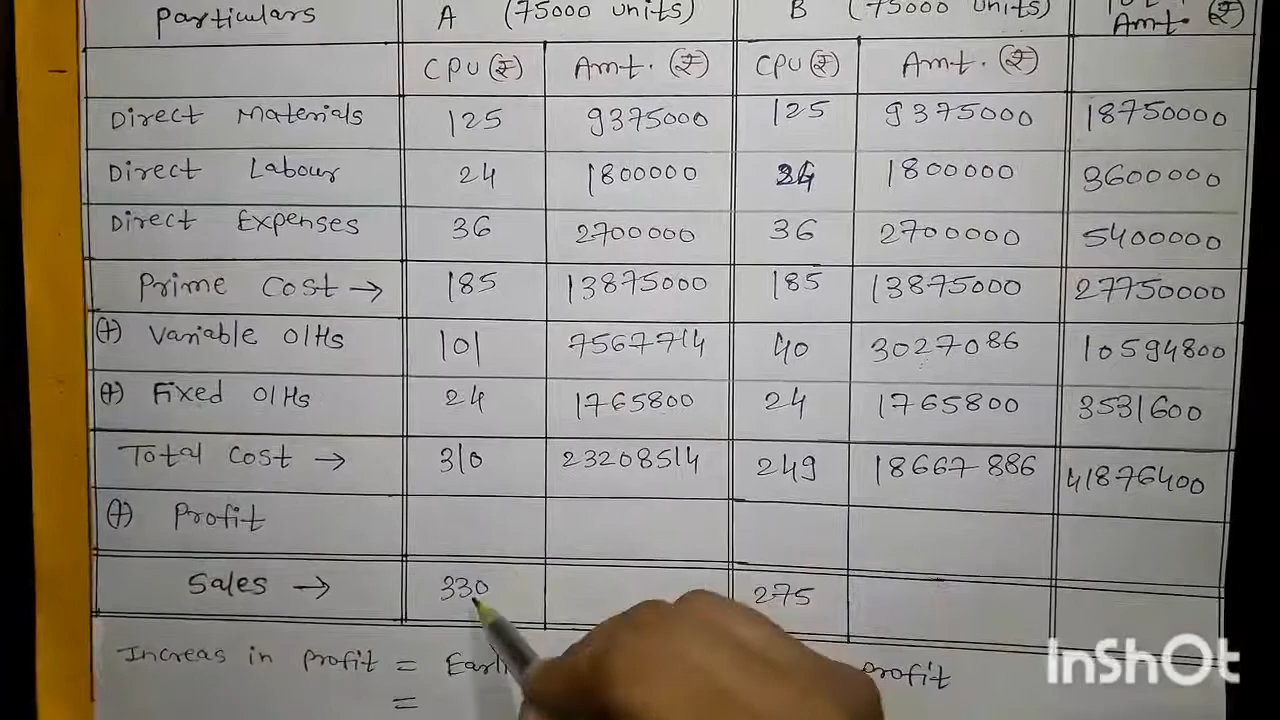 Particulars A (75000 units) B (75000 units) Amt. (₹)
CPU (₹) Amt. (₹) CPU (₹) Amt. (₹)
Direct Materials 125 9375000 125 9375000 18750000
Direct Labour 24 1800000 24 1800000 3600000
Direct Expenses 36 2700000 36 2700000 5400000
Prime Cost → 185 13875000 185 13875000 27750000
(+) Variable O/Hs 101 7567714 40 3027086 10594800
(+) Fixed O/Hs 24 1765800 24 1765800 3531600
Total Cost → 310 23208514 249 18667886 41876400
(+) Profit
Sales → 330 275
Increas in profit = Earli profit
=
InShOt